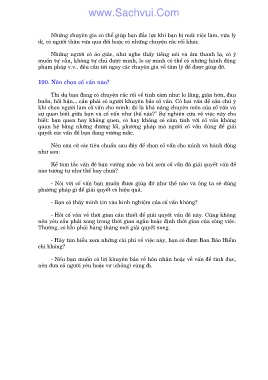 www.Sachvui.Com
Những chuyên gia có thể giúp bạn đắc lực khi bạn bị mất việc làm, vừa ly
dị, có người thân vừa qua đời hoặc có những chuyện rắc rối khác.
Những người có ảo giác, như nghe thấy tiếng nói và âm thanh lạ, có ý
muốn tự vẫn, không tự chủ được mình, lo sợ mình có thể có những hành động
phạm pháp v.v.. đều cần tới ngay các chuyên gia về tâm lý để được giúp đỡ.
120. Nên chọn cố vấn nào?
Thí dụ bạn đang có chuyện rắc rối về tình cảm như: lo lắng, giận hờn, đau
buồn, hối hận... cần phải có người khuyên bảo cố vấn. Có hai vấn đề cần chú ý
khi chọn người làm cố vấn cho mình: đó là khả năng chuyên môn của cố vấn và
sự quan hệ giữa bạn và cố vấn như thế nào? Sự nghiên cứu về việc này cho
biết: bạn quen hay không quen, có hay không có cảm tình với cố vấn không
quan hệ bằng những đường lối, phương pháp mà người cố vấn dùng để giải
quyết các vấn đề bạn đang vướng mắc.
Nên căn cứ các tiêu chuẩn sau đây để chọn cố vấn cho mình và hành động
như sau:
Kể tóm tắc vấn đề bạn vướng mắc và hỏi xem cố vấn đã giải quyết vấn đề
nào tương tự như thế hay chưa?
- Nói với cố vấn bạn muốn được giúp đỡ như thế nào và ông ta sẽ dùng
phương pháp gì để giải quyết có hiệu quả.
- Bạn có thấy mình tin vào kinh nghiệm của cố vấn không?
- Hỏi cố vấn về thời gian cần thiết để giải quyết vấn đề này. Cũng không
nên yêu cầu phải xong trong thời gian ngắn hoặc định thời gian của công việc.
Thường, có khi phải hàng tháng mới giải quyết xong.
- Hãy tìm hiểu xem những chi phí về việc này, bạn có được Ban Bảo Hiểm
chi không?
- Nếu bạn muốn có lời khuyên bảo về hôn nhân hoặc về vấn đề tình dục,
nên đưa cả người yêu hoặc vợ (chồng) cùng đi.